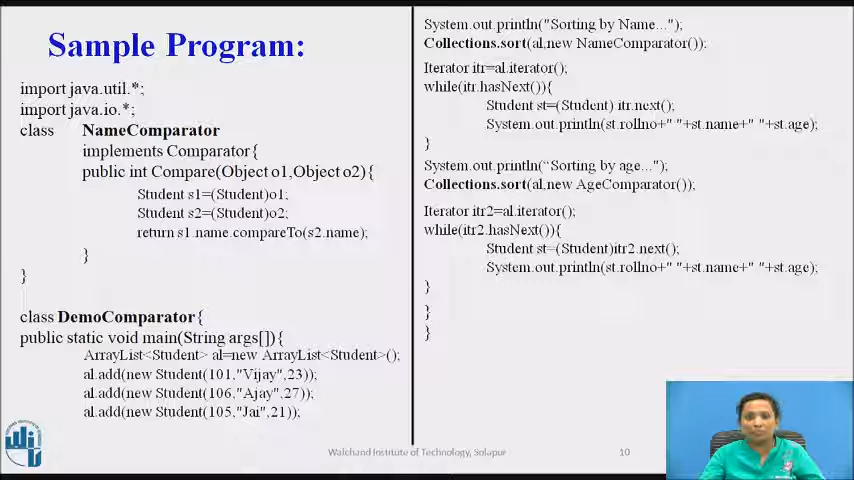 Sample Program:
import java.util.*;
import java.io.*;
class NameComparator
implements Comparator{
public int Compare(Object o1,Object o2){
Student s1=(Student)o1;
Student s2=(Student)o2;
return s1.name.compareTo(s2.name);
}
}
class DemoComparator{
public static void main(String args[]){
ArrayList<Student> al=new ArrayList<Student>();
al.add(new Student(101,"Vijay",23));
al.add(new Student(106,"Ajay",27));
al.add(new Student(105,"Jai",21));
System.out.println("Sorting by Name...");
Collections.sort(al,new NameComparator());
Iterator itr=al.iterator();
while(itr.hasNext()){
Student st=(Student) itr.next();
System.out.println(st.rollno+" "+st.name+" "+st.age);
}
System.out.println(“Sorting by age...");
Collections.sort(al,new AgeComparator());
Iterator itr2=al.iterator();
while(itr2.hasNext()){
Student st=(Student)itr2.next();
System.out.println(st.rollno+" "+st.name+" "+st.age);
}
}
}
Walchand Institute of Technology, Solapur
10